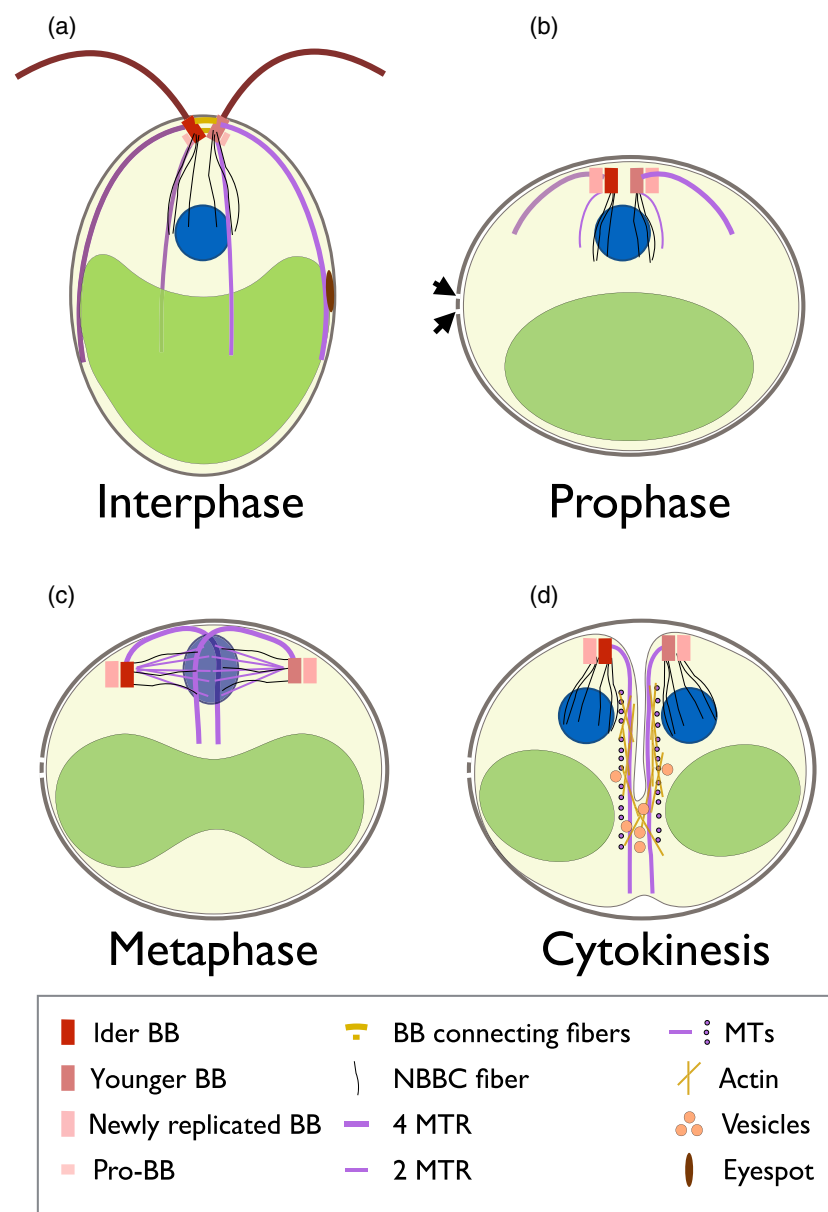 (a)
(b)
Interphase
Prophase
(c)
(d)
Metaphase
Cytokinesis
Ider BB
BB connecting fibers
MTs
Younger BB
NBBC fiber
Actin
Newly replicated BB
4 MTR
Vesicles
Pro-BB
2 MTR
Eyespot